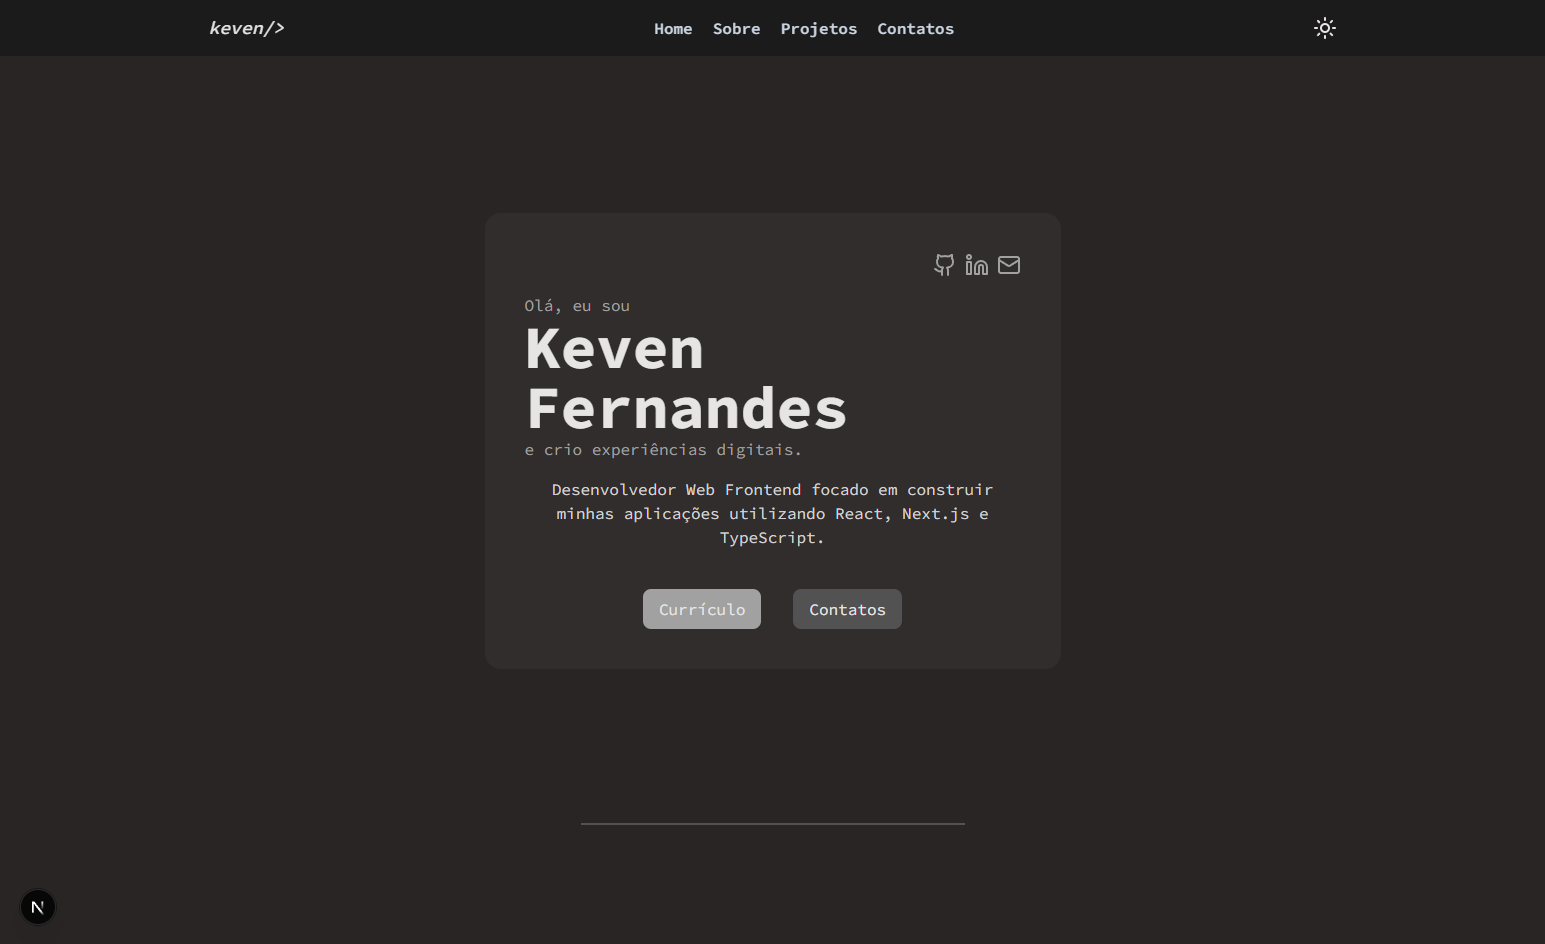 keven/>
Home Sobre Projetos Contatos
Olá, eu sou
Keven
Fernandes
e crio experiências digitais.
Desenvolvedor Web Frontend focado em construir
minhas aplicações utilizando React, Next.js e
TypeScript.
Currículo Contatos
N